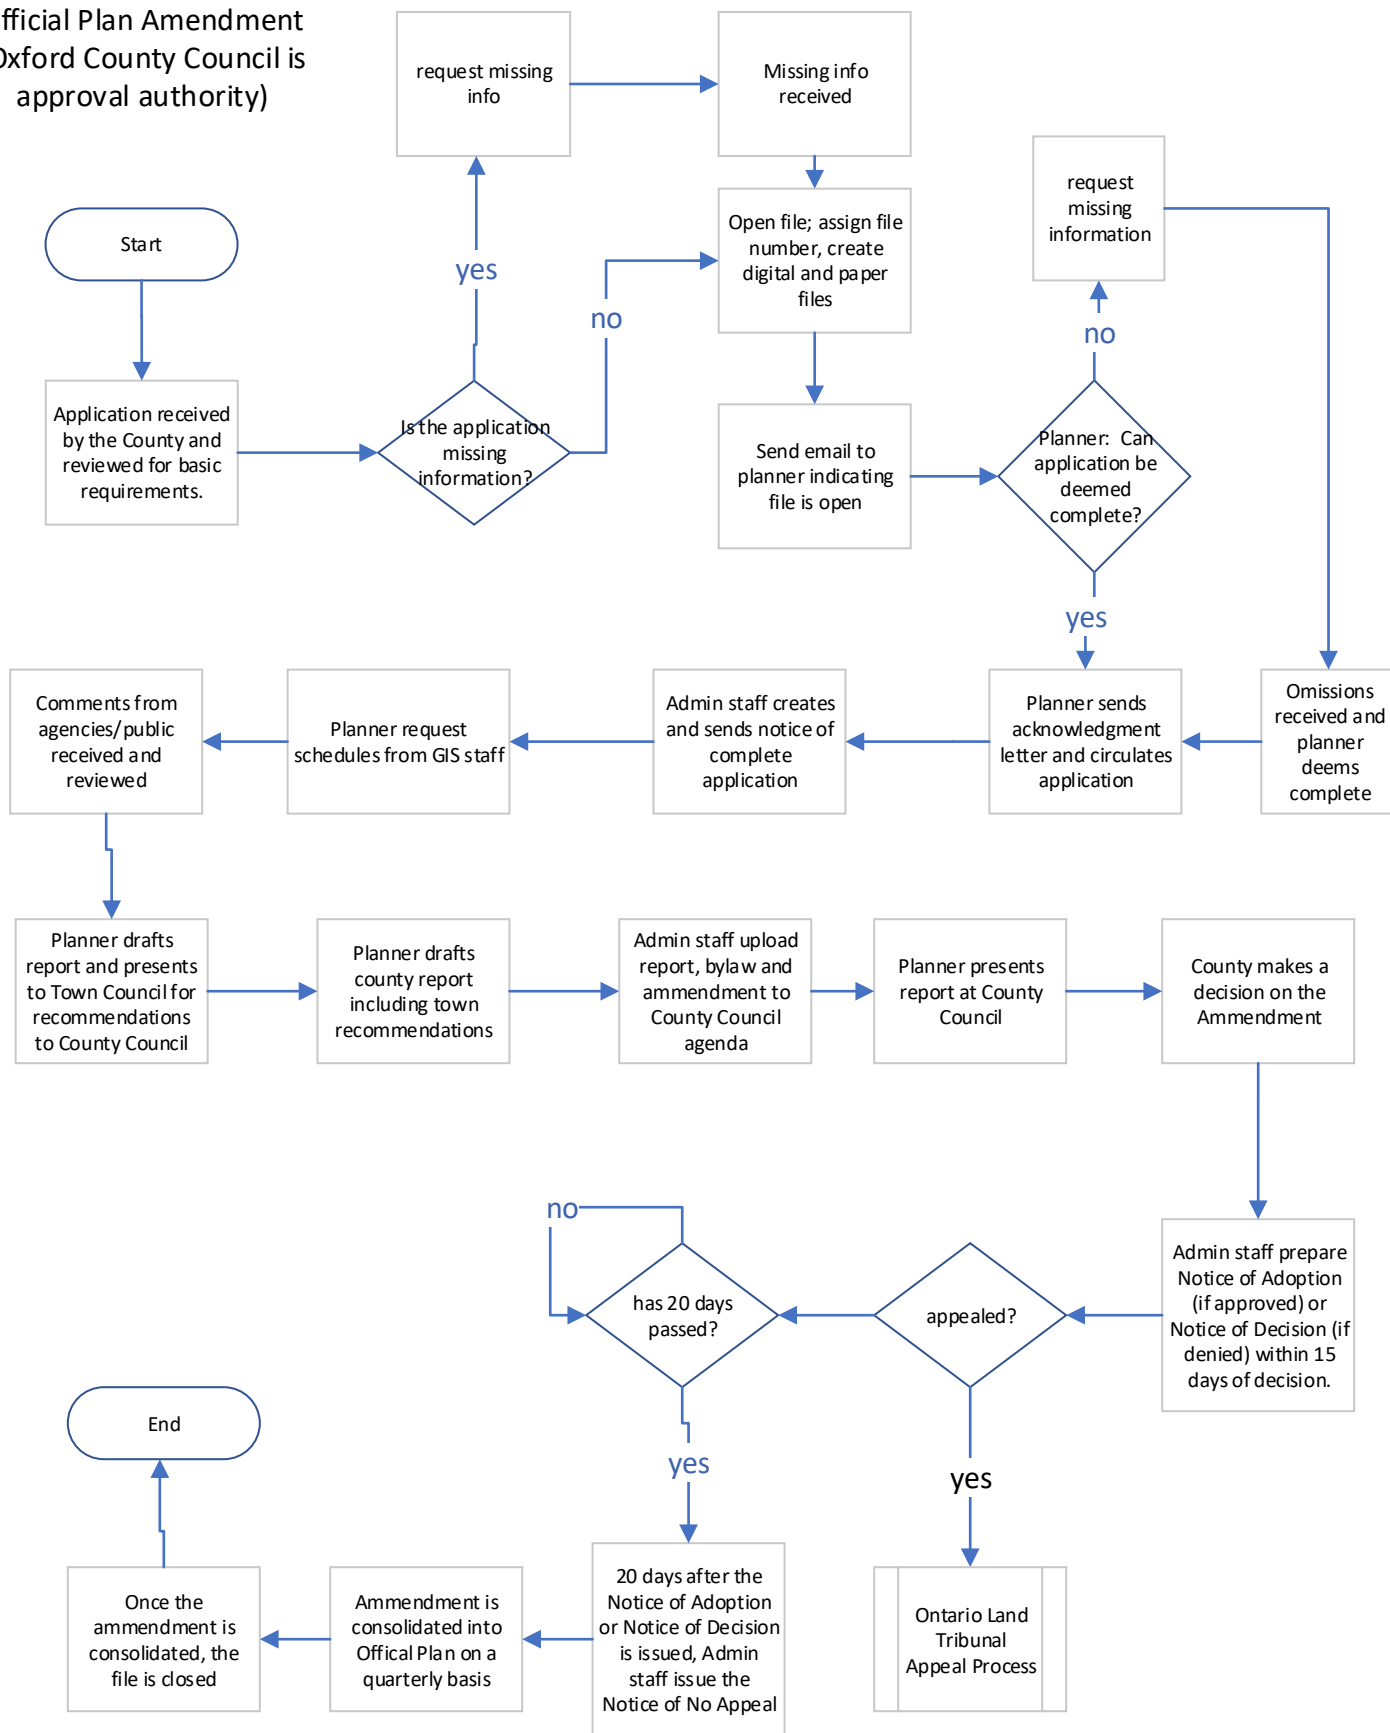 fficial Plan Amendment
Oxford County Council is
approval authority)
request missing
info
Missing info
received
request
missing
information
Start
Open file; assign file
number, create
digital and paper
files
yes
no
no
Application received
by the County and
reviewed for basic
requirements.
Is the application
missing
information?
Send email to
planner indicating
file is open
Planner: Can
application be
deemed
complete?
yes
Comments from
agencies/public
received and
reviewed
Planner request
schedules from GIS staff
Admin staff creates
and sends notice of
complete
application
Planner sends
acknowledgment
letter and circulates
application
Omissions
received and
planner
deems
complete
Planner drafts
report and presents
to Town Council for
recommendations
to County Council
Planner drafts
county report
including town
recommendations
Admin staff upload
report, bylaw and
ammendment to
County Council
agenda
Planner presents
report at County
Council
County makes a
decision on the
Ammendment
no
has 20 days
passed?
appealed?
Admin staff prepare
Notice of Adoption
(if approved) or
Notice of Decision (if
denied) within 15
days of decision.
End
yes
yes
Once the
ammendment is
consolidated, the
file is closed
Ammendment is
consolidated into
Offical Plan on a
quarterly basis
20 days after the
Notice of Adoption
or Notice of Decision
is issued, Admin
staff issue the
Notice of No Appeal
Ontario Land
Tribunal
Appeal Process